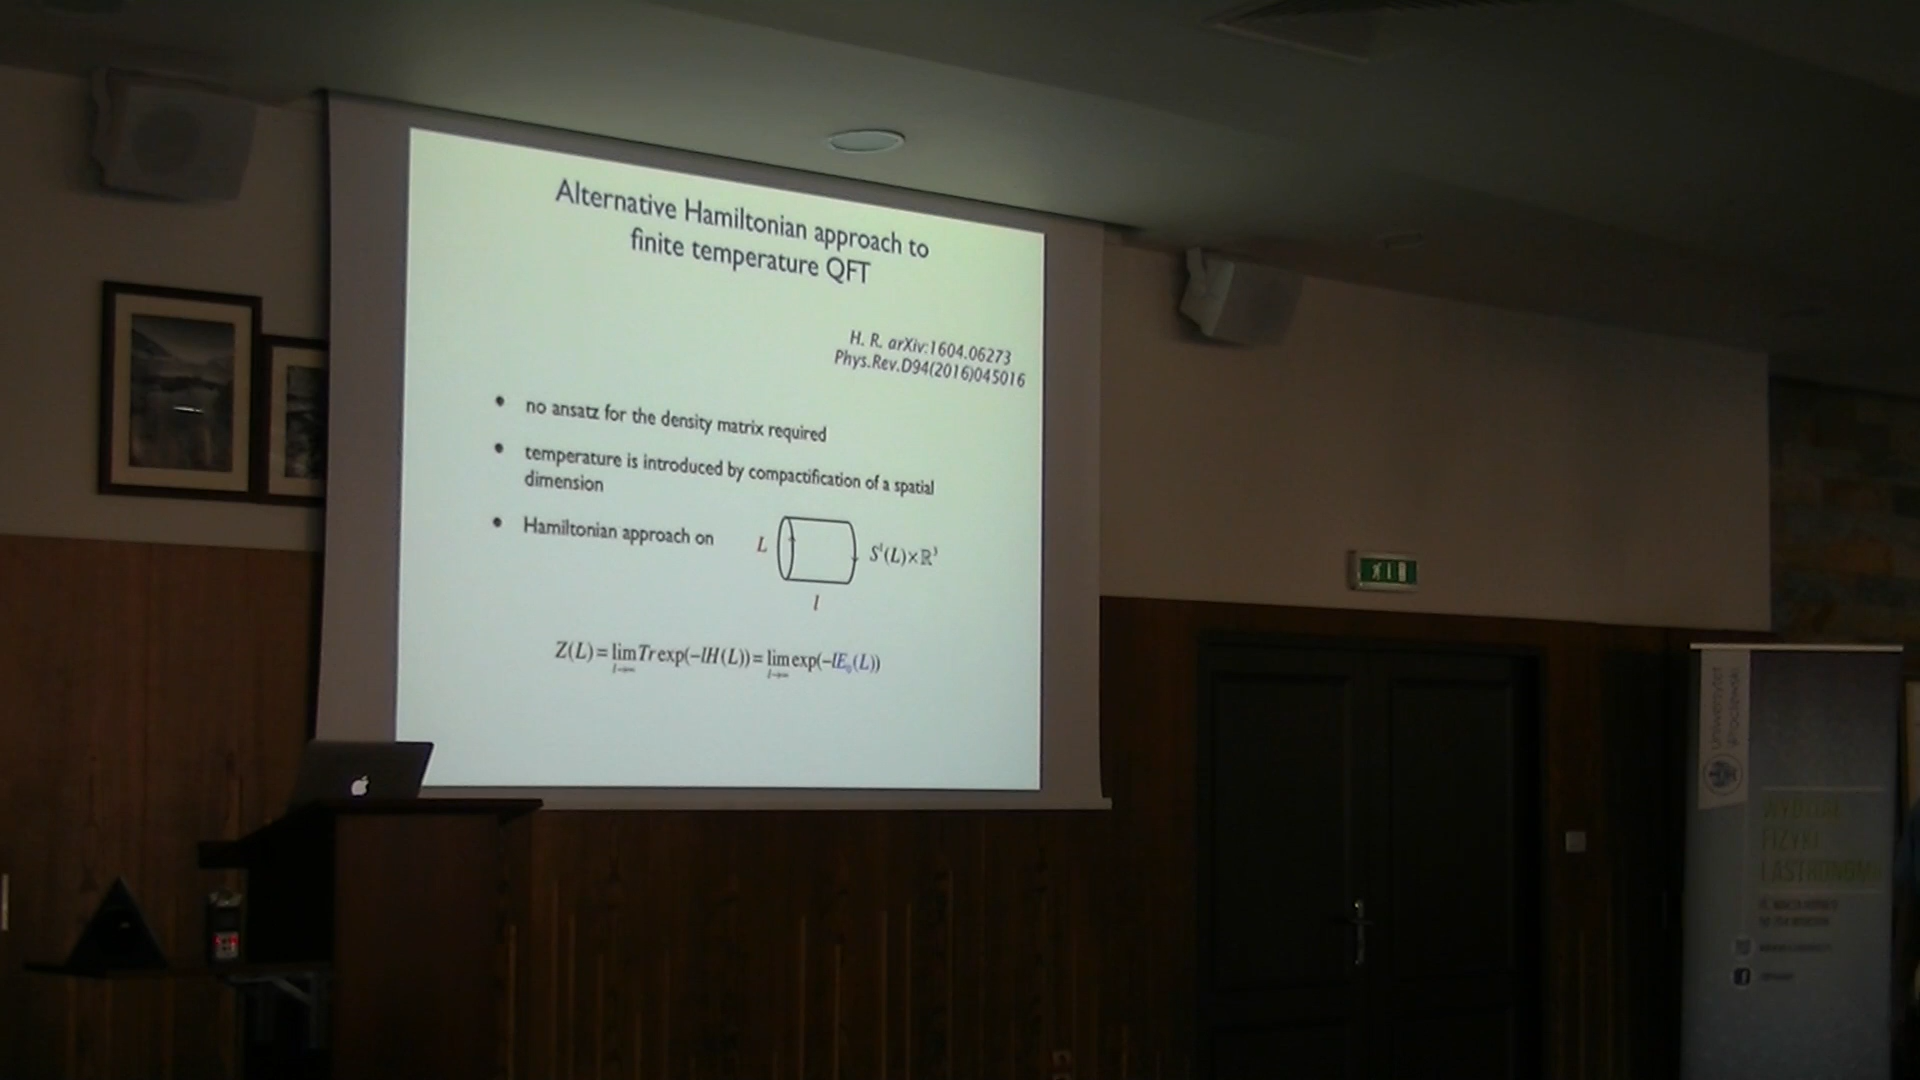 Alternative Hamiltonian approach to
finite temperature QFT
H. R. arXiv:1604.06273
Phys.Rev.D94(2016)045016
• no ansatz for the density matrix required
• temperature is introduced by compactification of a spatial
dimension
• Hamiltonian approach on
L
S¹(L)×ℝ³
l
Z(L) = lim Tr exp(−lH(L)) = lim exp(−lE₀(L))
l→∞ l→∞
Uniwersytet
Wrocławski
WYDZIAŁ
FIZYKI
I ASTRONOMII